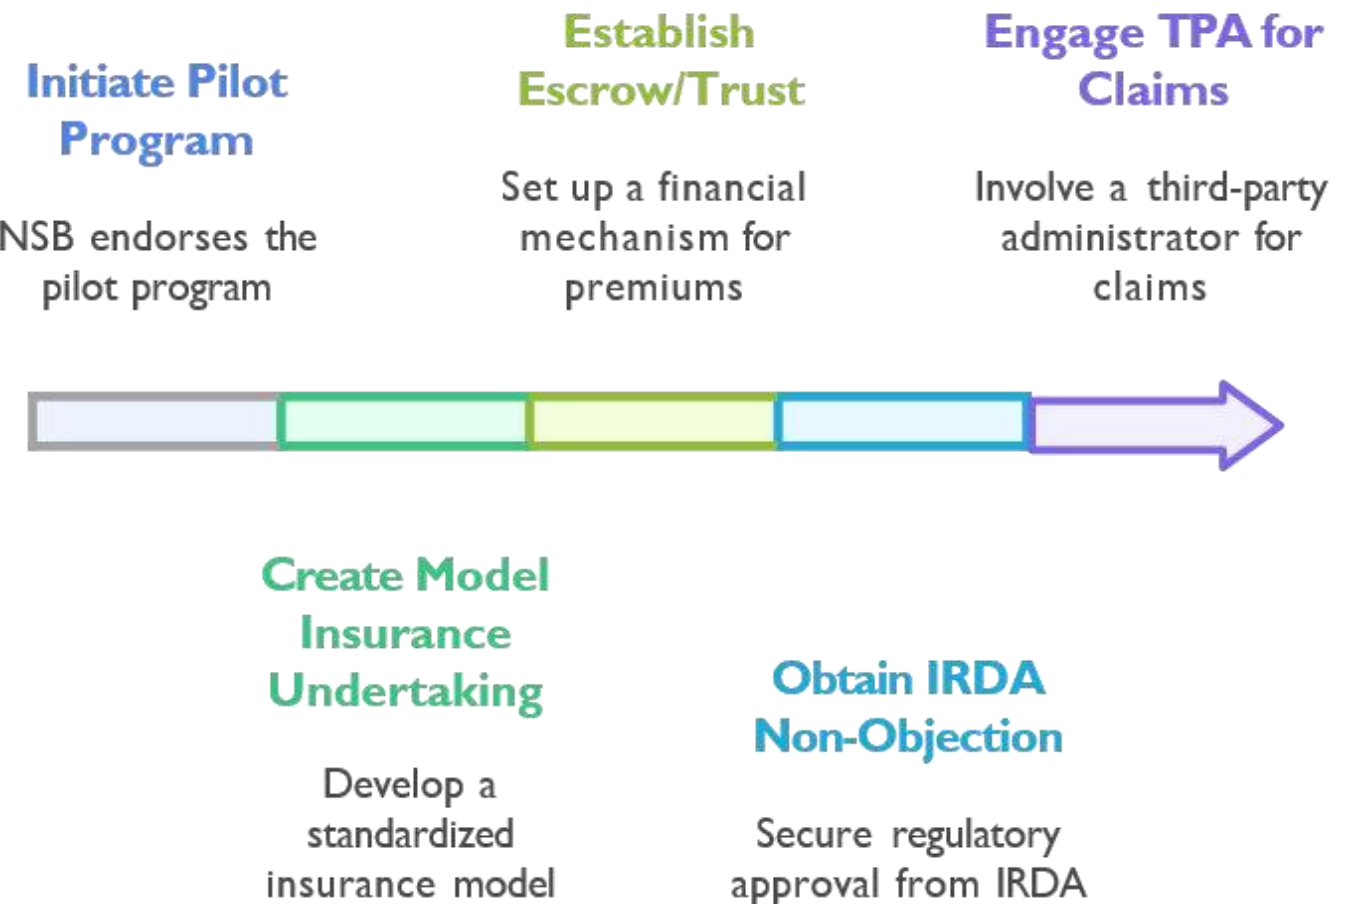 Initiate Pilot
Program
NSB endorses the
pilot program
Create Model
Insurance
Undertaking
Develop a
standardized
insurance model
Establish
Escrow/Trust
Set up a financial
mechanism for
premiums
Obtain IRDA
Non-Objection
Secure regulatory
approval from IRDA
Engage TPA for
Claims
Involve a third-party
administrator for
claims